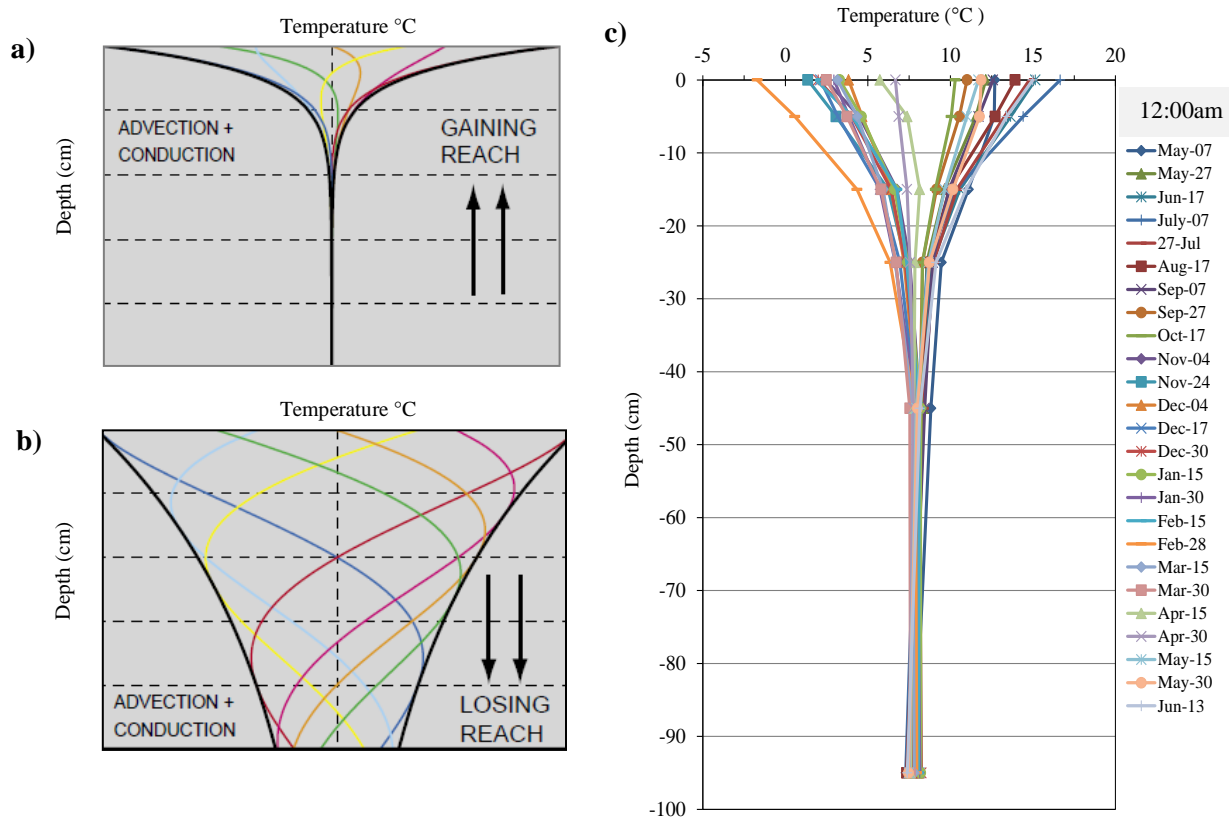 a)
Temperature °C
Depth (cm)
ADVECTION +
CONDUCTION
GAINING
REACH
b)
Temperature °C
Depth (cm)
ADVECTION +
CONDUCTION
LOSING
REACH
c)
Temperature (°C )
-5 0 5 10 15 20
Depth (cm)
0
-10
-20
-30
-40
-50
-60
-70
-80
-90
-100
12:00am
May-07
May-27
Jun-17
July-07
27-Jul
Aug-17
Sep-07
Sep-27
Oct-17
Nov-04
Nov-24
Dec-04
Dec-17
Dec-30
Jan-15
Jan-30
Feb-15
Feb-28
Mar-15
Mar-30
Apr-15
Apr-30
May-15
May-30
Jun-13